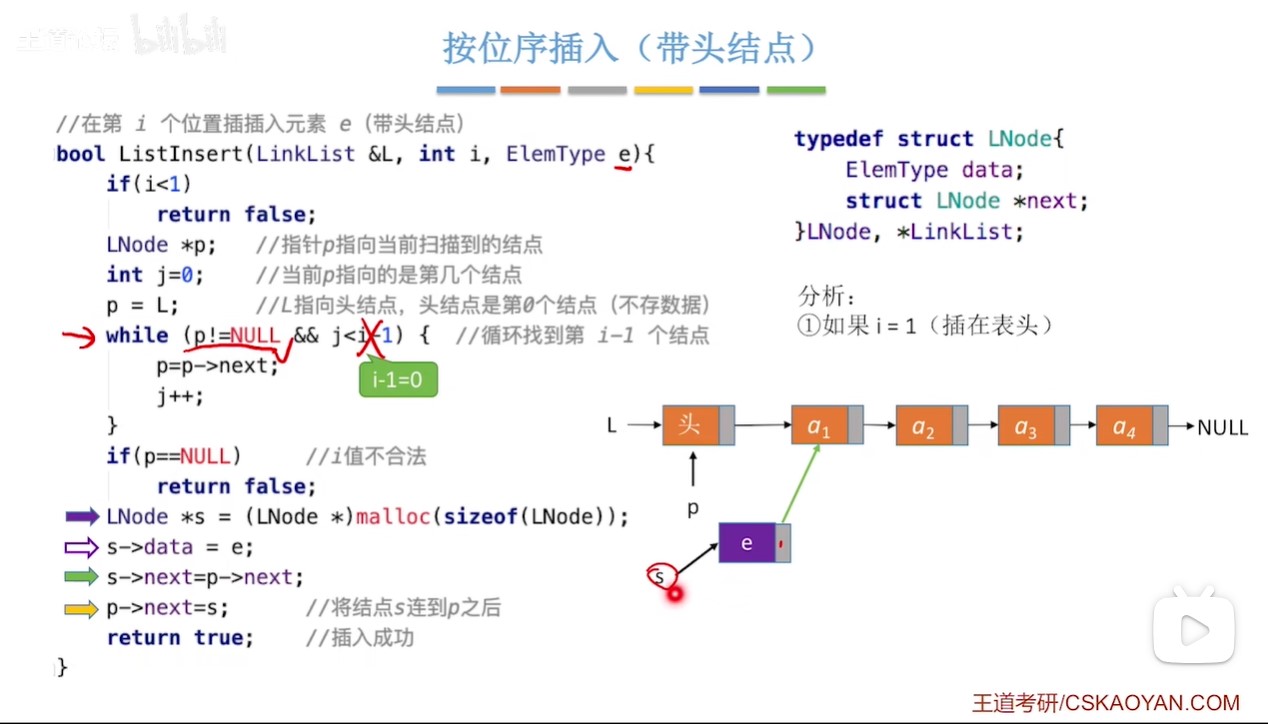 bilibili
按位序插入（带头结点）
//在第 i 个位置插插入元素 e（带头结点）
bool ListInsert(LinkList &L, int i, ElemType e){
if(i<1)
return false;
LNode *p; //指针p指向当前扫描到的结点
int j=0; //当前p指向的是第几个结点
p = L; //L指向头结点，头结点是第0个结点（不存数据）
while (p!=NULL && j<i-1) { //循环找到第 i-1 个结点
p=p->next;
i-1=0
j++;
}
if(p==NULL) //i值不合法
return false;
LNode *s = (LNode *)malloc(sizeof(LNode));
s->data = e;
s->next=p->next;
p->next=s; //将结点s连到p之后
return true; //插入成功
}
typedef struct LNode{
ElemType data;
struct LNode *next;
}LNode, *LinkList;
分析：
①如果 i = 1（插在表头）
L 头 a1 a2 a3 a4 NULL
p
e
s
王道考研/CSKAOYAN.COM